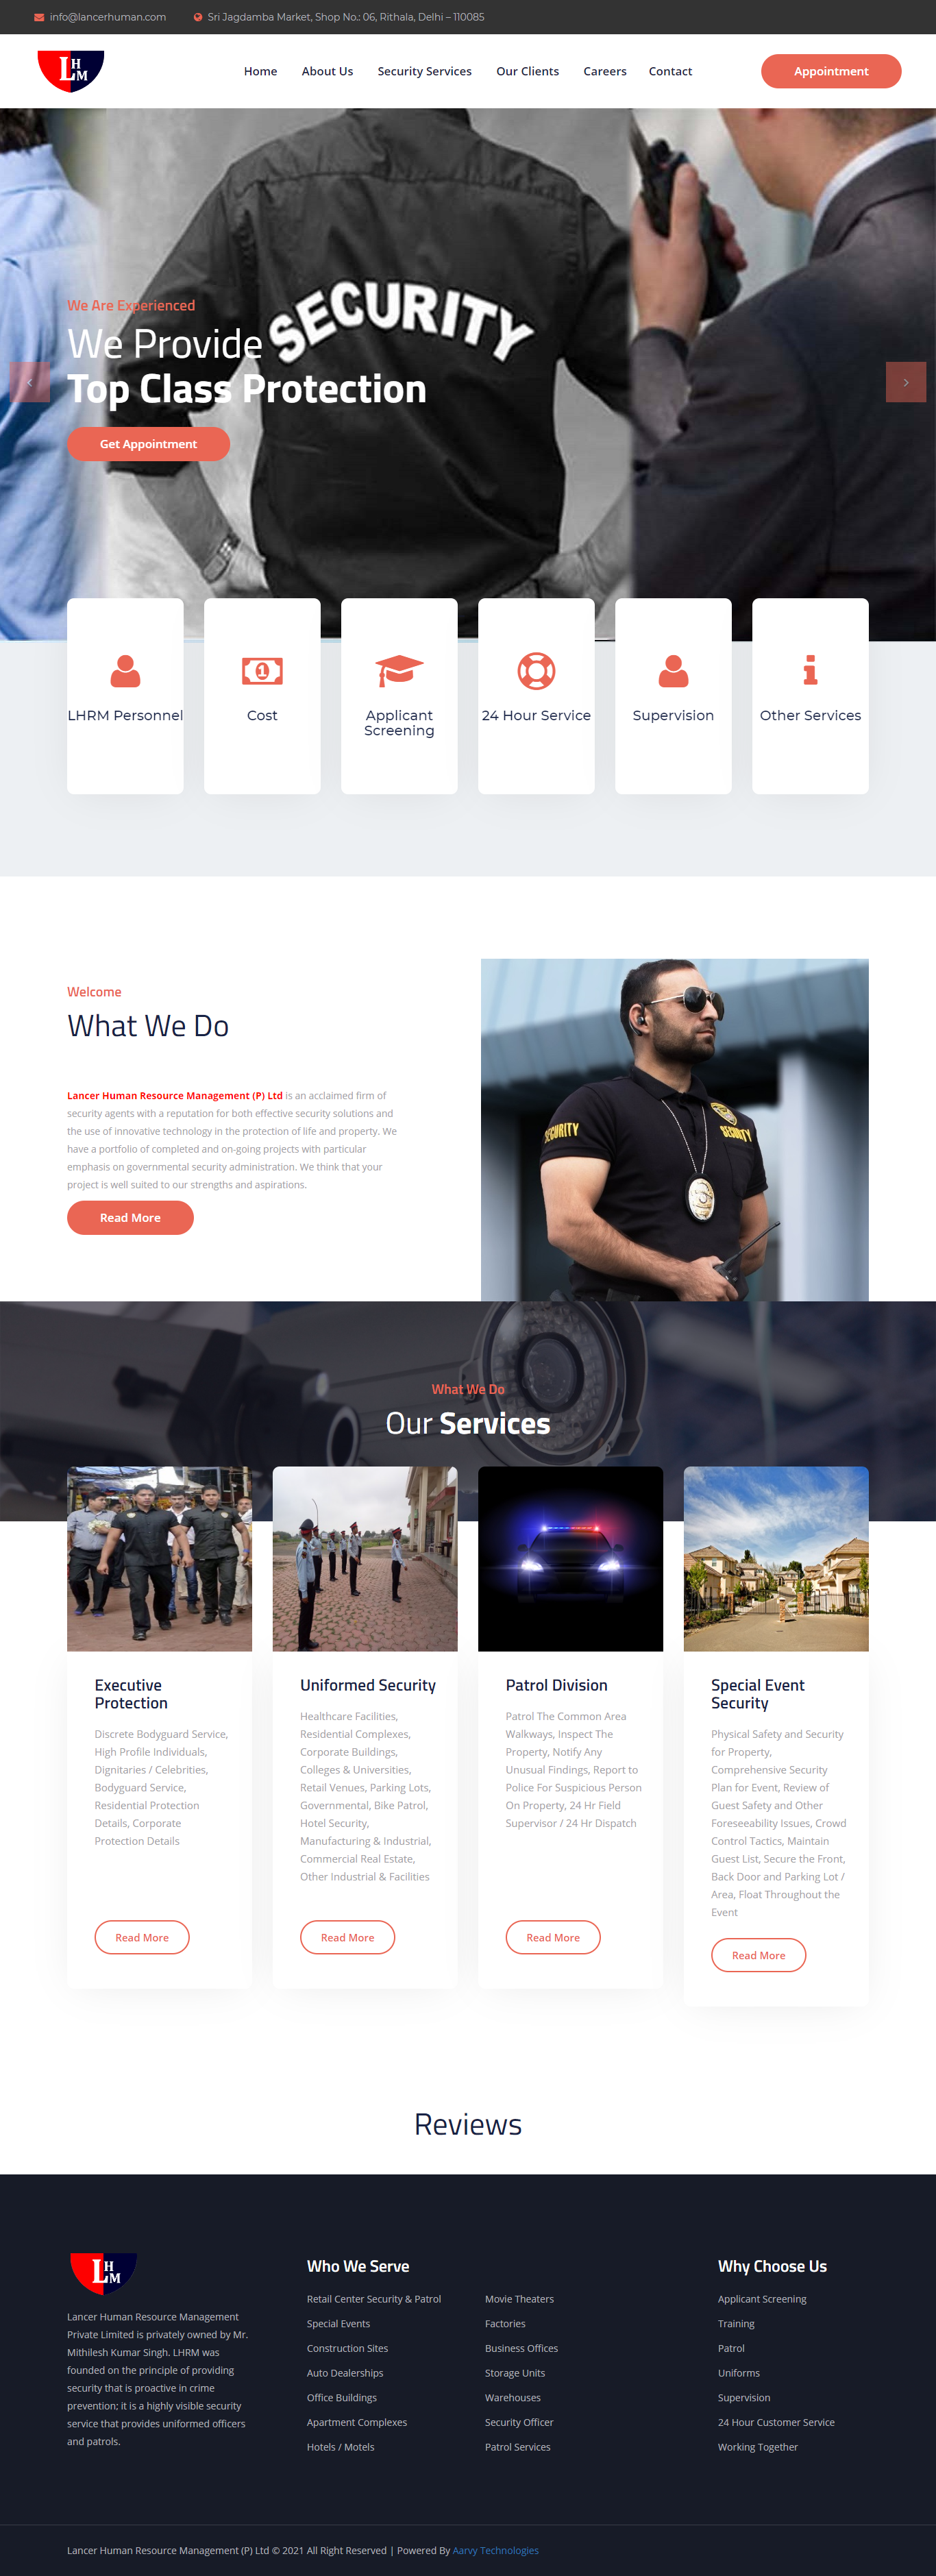 info@lancerhuman.com
Sri Jagdamba Market, Shop No.: 06, Rithala, Delhi – 110085
LHM
Home
About Us
Security Services
Our Clients
Careers
Contact
Appointment
SECURITY
We Are Experienced
We Provide
Top Class Protection
Get Appointment
LHRM Personnel
Cost
Applicant
Screening
24 Hour Service
Supervision
Other Services
Welcome
What We Do
Lancer Human Resource Management (P) Ltd is an acclaimed firm of
security agents with a reputation for both effective security solutions and
the use of innovative technology in the protection of life and property. We
have a portfolio of completed and on-going projects with particular
emphasis on governmental security administration. We think that your
project is well suited to our strengths and aspirations.
Read More
SECURITY
SECURITY
What We Do
Our Services
Executive
Protection
Discrete Bodyguard Service,
High Profile Individuals,
Dignitaries / Celebrities,
Bodyguard Service,
Residential Protection
Details, Corporate
Protection Details
Read More
Uniformed Security
Healthcare Facilities,
Residential Complexes,
Corporate Buildings,
Colleges & Universities,
Retail Venues, Parking Lots,
Governmental, Bike Patrol,
Hotel Security,
Manufacturing & Industrial,
Commercial Real Estate,
Other Industrial & Facilities
Read More
Patrol Division
Patrol The Common Area
Walkways, Inspect The
Property, Notify Any
Unusual Findings, Report to
Police For Suspicious Person
On Property, 24 Hr Field
Supervisor / 24 Hr Dispatch
Read More
Special Event
Security
Physical Safety and Security
for Property,
Comprehensive Security
Plan for Event, Review of
Guest Safety and Other
Foreseeability Issues, Crowd
Control Tactics, Maintain
Guest List, Secure the Front,
Back Door and Parking Lot /
Area, Float Throughout the
Event
Read More
Reviews
LHM
Lancer Human Resource Management
Private Limited is privately owned by Mr.
Mithilesh Kumar Singh. LHRM was
founded on the principle of providing
security that is proactive in crime
prevention; it is a highly visible security
service that provides uniformed officers
and patrols.
Who We Serve
Retail Center Security & Patrol
Special Events
Construction Sites
Auto Dealerships
Office Buildings
Apartment Complexes
Hotels / Motels
Movie Theaters
Factories
Business Offices
Storage Units
Warehouses
Security Officer
Patrol Services
Why Choose Us
Applicant Screening
Training
Patrol
Uniforms
Supervision
24 Hour Customer Service
Working Together
Lancer Human Resource Management (P) Ltd © 2021 All Right Reserved | Powered By Aarvy Technologies